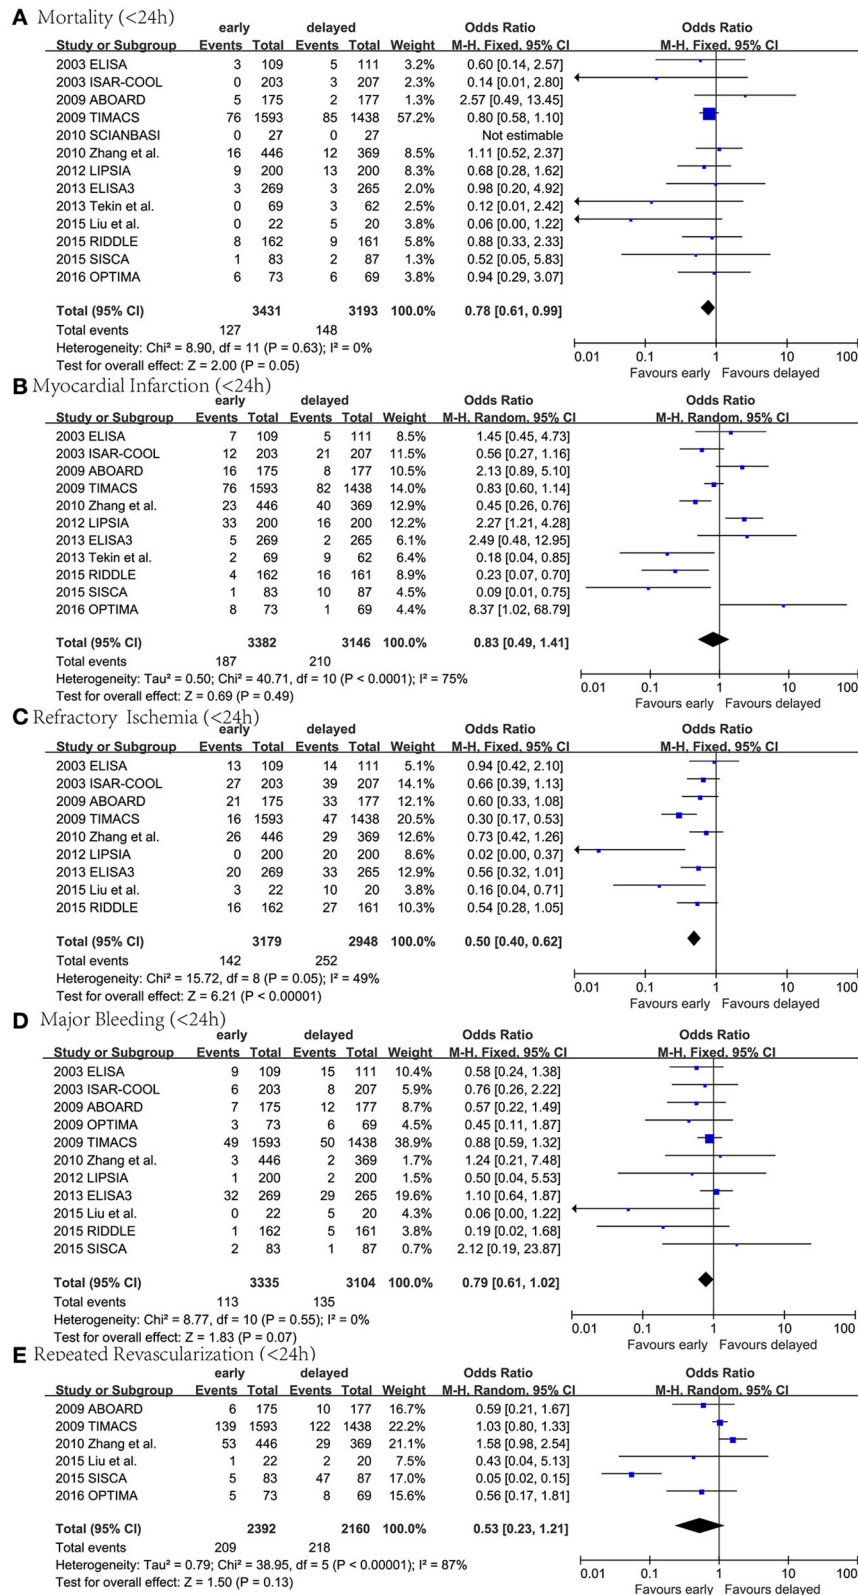 A Mortality (<24h)
early delayed Odds Ratio Odds Ratio
Study or Subgroup Events Total Events Total Weight M-H, Fixed, 95% CI M-H, Fixed, 95% CI
2003 ELISA 3 109 5 111 3.2% 0.60 [0.14, 2.57]
2003 ISAR-COOL 0 203 3 207 2.3% 0.14 [0.01, 2.80]
2009 ABOARD 5 175 2 177 1.3% 2.57 [0.49, 13.45]
2009 TIMACS 76 1593 85 1438 57.2% 0.80 [0.58, 1.10]
2010 SCIANBASI 0 27 0 27 Not estimable
2010 Zhang et al. 16 446 12 369 8.5% 1.11 [0.52, 2.37]
2012 LIPSIA 9 200 13 200 8.3% 0.68 [0.28, 1.62]
2013 ELISA3 3 269 3 265 2.0% 0.98 [0.20, 4.92]
2013 Tekin et al. 0 69 3 62 2.5% 0.12 [0.01, 2.42]
2015 Liu et al. 0 22 5 20 3.8% 0.06 [0.00, 1.22]
2015 RIDDLE 8 162 9 161 5.8% 0.88 [0.33, 2.33]
2015 SISCA 1 83 2 87 1.3% 0.52 [0.05, 5.83]
2016 OPTIMA 6 73 6 69 3.8% 0.94 [0.29, 3.07]
Total (95% CI) 3431 3193 100.0% 0.78 [0.61, 0.99]
Total events 127 148
Heterogeneity: Chi² = 8.90, df = 11 (P = 0.63); I² = 0%
Test for overall effect: Z = 2.00 (P = 0.05)
0.01 0.1 1 10 100
Favours early Favours delayed
B Myocardial Infarction (<24h)
early delayed Odds Ratio Odds Ratio
Study or Subgroup Events Total Events Total Weight M-H, Random, 95% CI M-H, Random, 95% CI
2003 ELISA 7 109 5 111 8.5% 1.45 [0.45, 4.73]
2003 ISAR-COOL 12 203 21 207 11.5% 0.56 [0.27, 1.16]
2009 ABOARD 16 175 8 177 10.5% 2.13 [0.89, 5.10]
2009 TIMACS 76 1593 82 1438 14.0% 0.83 [0.60, 1.14]
2010 Zhang et al. 23 446 40 369 12.9% 0.45 [0.26, 0.76]
2012 LIPSIA 33 200 16 200 12.2% 2.27 [1.21, 4.28]
2013 ELISA3 5 269 2 265 6.1% 2.49 [0.48, 12.95]
2013 Tekin et al. 2 69 9 62 6.4% 0.18 [0.04, 0.85]
2015 RIDDLE 4 162 16 161 8.9% 0.23 [0.07, 0.70]
2015 SISCA 1 83 10 87 4.5% 0.09 [0.01, 0.75]
2016 OPTIMA 8 73 1 69 4.4% 8.37 [1.02, 68.79]
Total (95% CI) 3382 3146 100.0% 0.83 [0.49, 1.41]
Total events 187 210
Heterogeneity: Tau² = 0.50; Chi² = 40.71, df = 10 (P < 0.0001); I² = 75%
Test for overall effect: Z = 0.69 (P = 0.49)
0.01 0.1 1 10 100
Favours early Favours delayed
C Refractory Ischemia (<24h)
early delayed Odds Ratio Odds Ratio
Study or Subgroup Events Total Events Total Weight M-H, Fixed, 95% CI M-H, Fixed, 95% CI
2003 ELISA 13 109 14 111 5.1% 0.94 [0.42, 2.10]
2003 ISAR-COOL 27 203 39 207 14.1% 0.66 [0.39, 1.13]
2009 ABOARD 21 175 33 177 12.1% 0.60 [0.33, 1.08]
2009 TIMACS 16 1593 47 1438 20.5% 0.30 [0.17, 0.53]
2010 Zhang et al. 26 446 29 369 12.6% 0.73 [0.42, 1.26]
2012 LIPSIA 0 200 20 200 8.6% 0.02 [0.00, 0.37]
2013 ELISA3 20 269 33 265 12.9% 0.56 [0.32, 1.01]
2015 Liu et al. 3 22 10 20 3.8% 0.16 [0.04, 0.71]
2015 RIDDLE 16 162 27 161 10.3% 0.54 [0.28, 1.05]
Total (95% CI) 3179 2948 100.0% 0.50 [0.40, 0.62]
Total events 142 252
Heterogeneity: Chi² = 15.72, df = 8 (P = 0.05); I² = 49%
Test for overall effect: Z = 6.21 (P < 0.00001)
0.01 0.1 1 10 100
Favours early Favours delayed
D Major Bleeding (<24h)
early delayed Odds Ratio Odds Ratio
Study or Subgroup Events Total Events Total Weight M-H, Fixed, 95% CI M-H, Fixed, 95% CI
2003 ELISA 9 109 15 111 10.4% 0.58 [0.24, 1.38]
2003 ISAR-COOL 6 203 8 207 5.9% 0.76 [0.26, 2.22]
2009 ABOARD 7 175 12 177 8.7% 0.57 [0.22, 1.49]
2009 OPTIMA 3 73 6 69 4.5% 0.45 [0.11, 1.87]
2009 TIMACS 49 1593 50 1438 38.9% 0.88 [0.59, 1.32]
2010 Zhang et al. 3 446 2 369 1.7% 1.24 [0.21, 7.48]
2012 LIPSIA 1 200 2 200 1.5% 0.50 [0.04, 5.53]
2013 ELISA3 32 269 29 265 19.6% 1.10 [0.64, 1.87]
2015 Liu et al. 0 22 5 20 4.3% 0.06 [0.00, 1.22]
2015 RIDDLE 1 162 5 161 3.8% 0.19 [0.02, 1.68]
2015 SISCA 2 83 1 87 0.7% 2.12 [0.19, 23.87]
Total (95% CI) 3335 3104 100.0% 0.79 [0.61, 1.02]
Total events 113 135
Heterogeneity: Chi² = 8.77, df = 10 (P = 0.55); I² = 0%
Test for overall effect: Z = 1.83 (P = 0.07)
0.01 0.1 1 10 100
Favours early Favours delayed
E Repeated Revascularization (<24h)
early delayed Odds Ratio Odds Ratio
Study or Subgroup Events Total Events Total Weight M-H, Random, 95% CI M-H, Random, 95% CI
2009 ABOARD 6 175 10 177 16.7% 0.59 [0.21, 1.67]
2009 TIMACS 139 1593 122 1438 22.2% 1.03 [0.80, 1.33]
2010 Zhang et al. 53 446 29 369 21.1% 1.58 [0.98, 2.54]
2015 Liu et al. 1 22 2 20 7.5% 0.43 [0.04, 5.13]
2015 SISCA 5 83 47 87 17.0% 0.05 [0.02, 0.15]
2016 OPTIMA 5 73 8 69 15.6% 0.56 [0.17, 1.81]
Total (95% CI) 2392 2160 100.0% 0.53 [0.23, 1.21]
Total events 209 218
Heterogeneity: Tau² = 0.79; Chi² = 38.95, df = 5 (P < 0.00001); I² = 87%
Test for overall effect: Z = 1.50 (P = 0.13)
0.01 0.1 1 10 100
Favours early Favours delayed